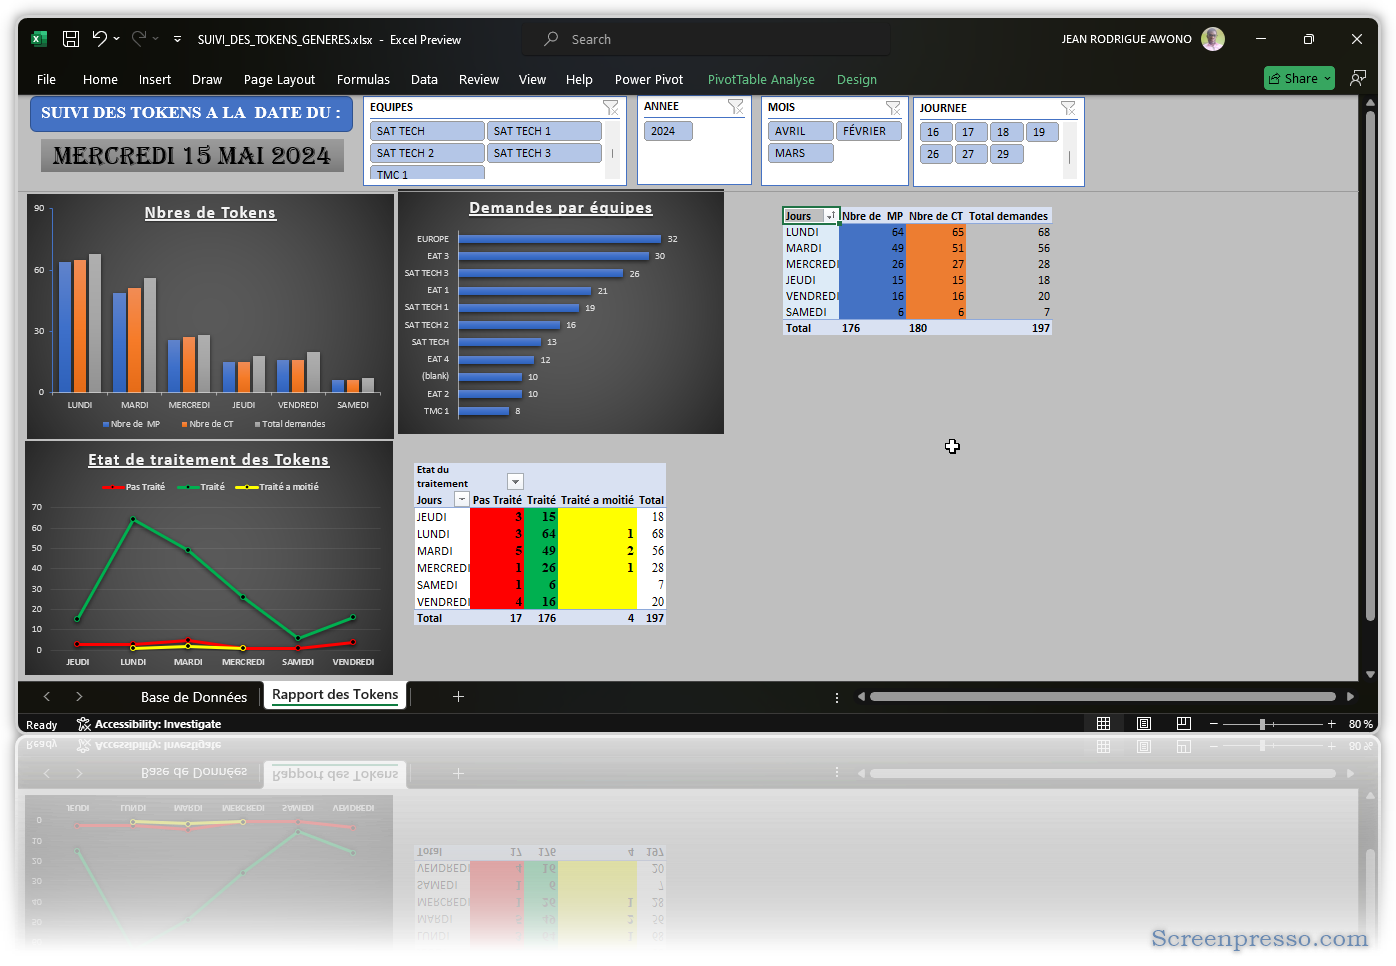 SUIVI_DES_TOKENS_GENERES.xlsx - Excel Preview
Search
JEAN RODRIGUE AWONO
File Home Insert Draw Page Layout Formulas Data Review View Help Power Pivot PivotTable Analyse Design
Share
SUIVI DES TOKENS A LA DATE DU :
MERCREDI 15 MAI 2024
EQUIPES
SAT TECH SAT TECH 1
SAT TECH 2 SAT TECH 3
TMC 1
ANNEE
2024
MOIS
AVRIL FÉVRIER
MARS
JOURNEE
16 17 18 19
26 27 29
Nbres de Tokens
90
60
30
0
LUNDI MARDI MERCREDI JEUDI VENDREDI SAMEDI
Nbre de MP Nbre de CT Total demandes
Demandes par équipes
EUROPE 32
EAT 3 30
SAT TECH 3 26
EAT 1 21
SAT TECH 1 19
SAT TECH 2 16
SAT TECH 13
EAT 4 12
(blank) 10
EAT 2 10
TMC 1 8
Jours Nbre de MP Nbre de CT Total demandes
LUNDI 64 65 68
MARDI 49 51 56
MERCREDI 26 27 28
JEUDI 15 15 18
VENDREDI 16 16 20
SAMEDI 6 6 7
Total 176 180 197
Etat de traitement des Tokens
Pas Traité Traité Traité a moitié
70
60
50
40
30
20
10
0
JEUDI LUNDI MARDI MERCREDI SAMEDI VENDREDI
Etat du
traitement
Jours Pas Traité Traité Traité a moitié Total
JEUDI 3 15 18
LUNDI 3 64 1 68
MARDI 5 49 2 56
MERCREDI 1 26 1 28
SAMEDI 1 6 7
VENDREDI 4 16 20
Total 17 176 4 197
Base de Données Rapport des Tokens
Ready Accessibility: Investigate
80 %
Screenpresso.com